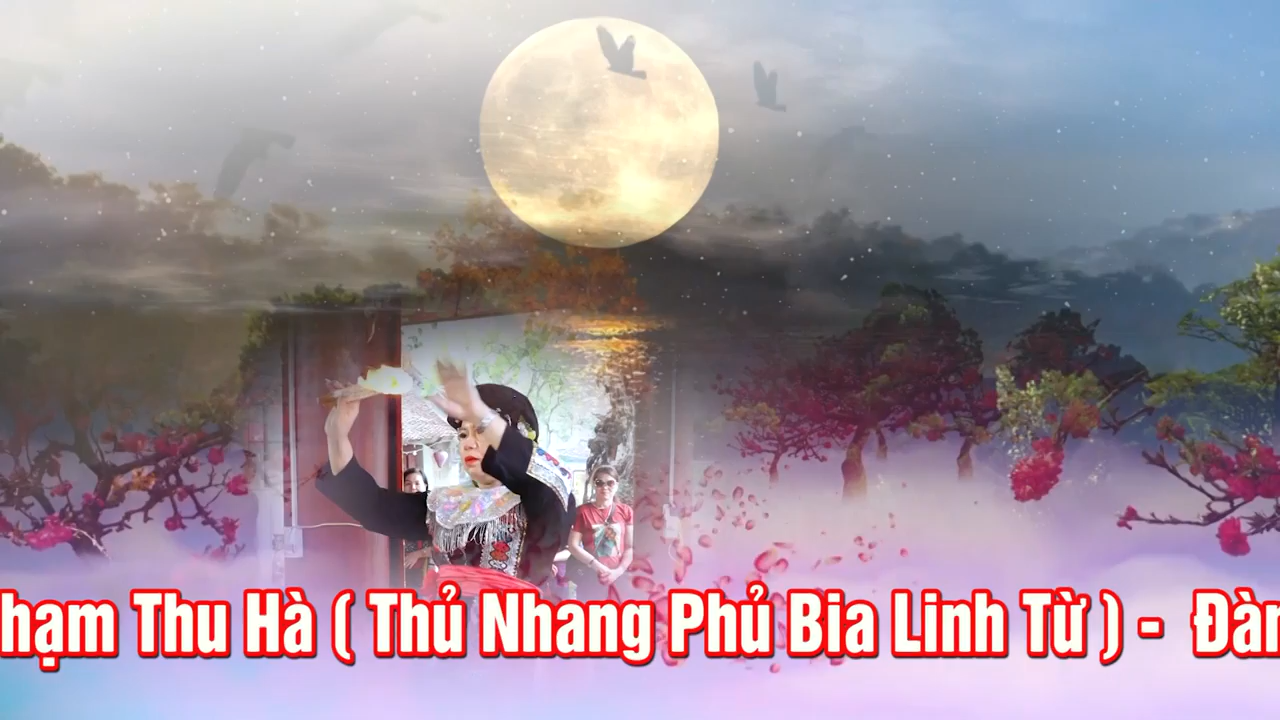 hạm Thu Hà ( Thủ Nhang Phủ Bia Linh Từ ) - Đàn